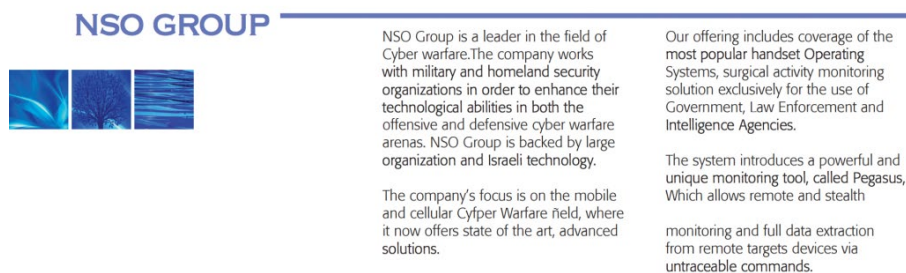 NSO GROUP
NSO Group is a leader in the field of
Cyber warfare.The company works
with military and homeland security
organizations in order to enhance their
technological abilities in both the
offensive and defensive cyber warfare
arenas. NSO Group is backed by large
organization and Israeli technology.
The company's focus is on the mobile
and cellular Cyfper Warfare ñeld, where
it now offers state of the art, advanced
solutions.
Our offering includes coverage of the
most popular handset Operating
Systems, surgical activity monitoring
solution exclusively for the use of
Government, Law Enforcement and
Intelligence Agencies.
The system introduces a powerful and
unique monitoring tool, called Pegasus,
Which allows remote and stealth
monitoring and full data extraction
from remote targets devices via
untraceable commands.